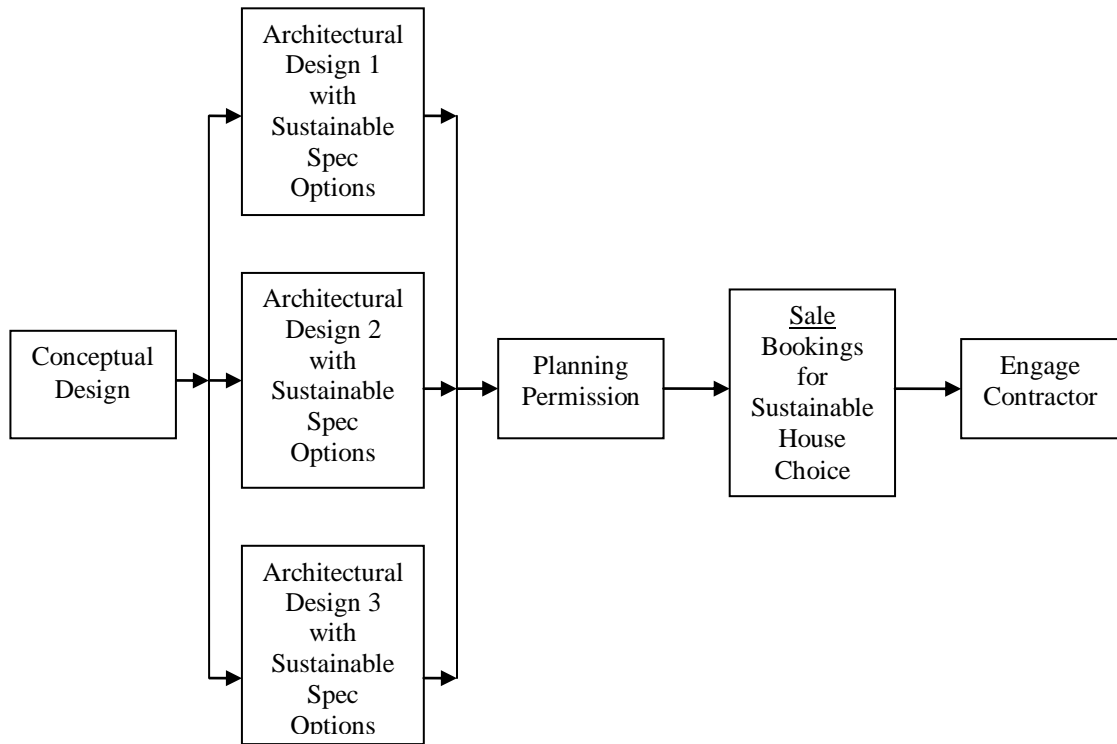 Architectural
Design 1
with
Sustainable
Spec
Options
Conceptual
Design
Architectural
Design 2
with
Sustainable
Spec
Options
Architectural
Design 3
with
Sustainable
Spec
Options
Planning
Permission
Sale
Bookings
for
Sustainable
House
Choice
Engage
Contractor